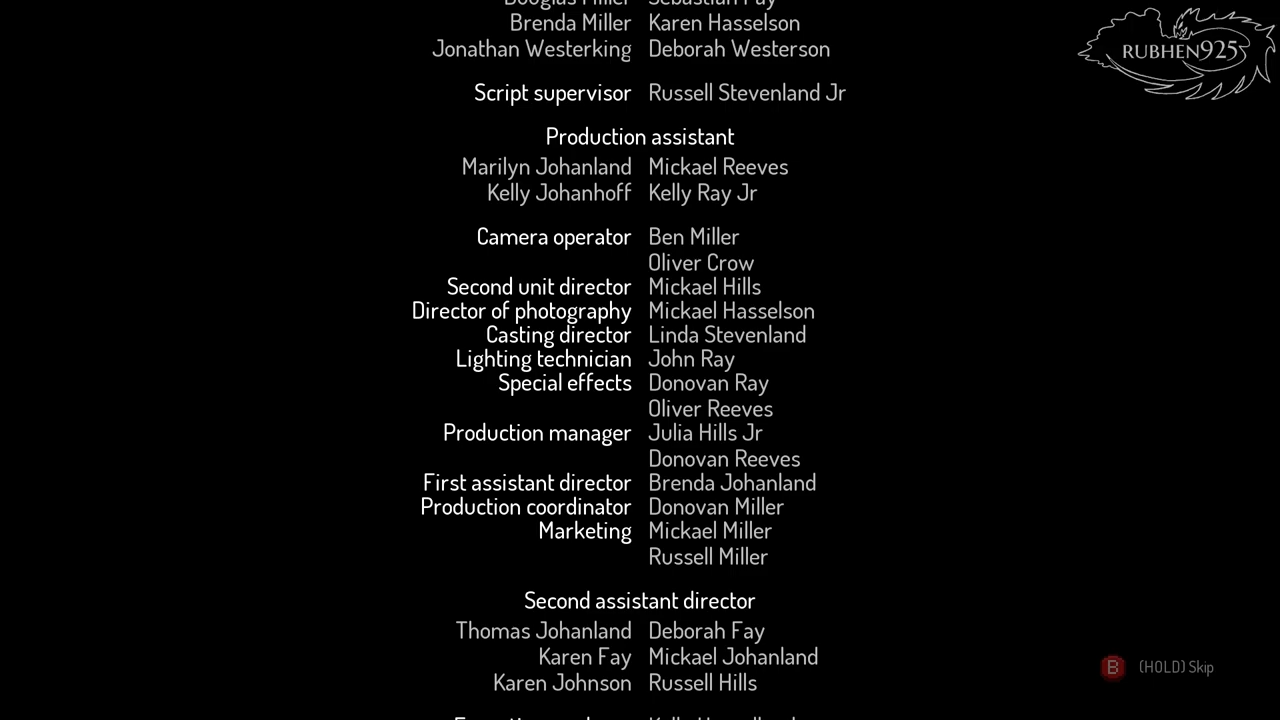 Douglas Miller Sebastian Fay
Brenda Miller Karen Hasselson
Jonathan Westerking Deborah Westerson
RUBHEN925
Script supervisor Russell Stevenland Jr
Production assistant
Marilyn Johanland Mickael Reeves
Kelly Johanhoff Kelly Ray Jr
Camera operator Ben Miller
Oliver Crow
Second unit director Mickael Hills
Director of photography Mickael Hasselson
Casting director Linda Stevenland
Lighting technician John Ray
Special effects Donovan Ray
Oliver Reeves
Production manager Julia Hills Jr
Donovan Reeves
First assistant director Brenda Johanland
Production coordinator Donovan Miller
Marketing Mickael Miller
Russell Miller
Second assistant director
Thomas Johanland Deborah Fay
Karen Fay Mickael Johanland
B (HOLD) Skip
Karen Johnson Russell Hills